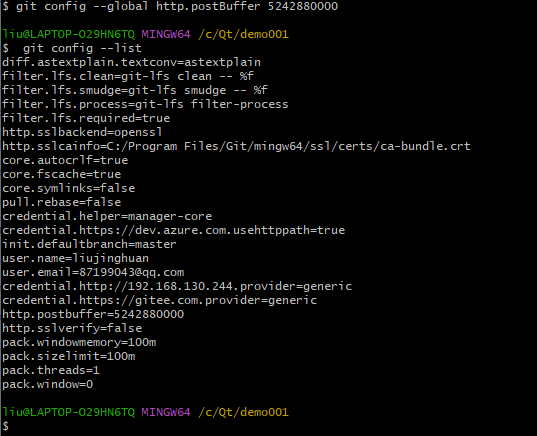 $ git config --global http.postBuffer 5242880000
liu@LAPTOP-O29HN6TQ MINGW64 /c/Qt/demo001
$  git config --list
diff.astextplain.textconv=astextplain
filter.lfs.clean=git-lfs clean -- %f
filter.lfs.smudge=git-lfs smudge -- %f
filter.lfs.process=git-lfs filter-process
filter.lfs.required=true
http.sslbackend=openssl
http.sslcainfo=C:/Program Files/Git/mingw64/ssl/certs/ca-bundle.crt
core.autocrlf=true
core.fscache=true
core.symlinks=false
pull.rebase=false
credential.helper=manager-core
credential.https://dev.azure.com.usehttppath=true
init.defaultbranch=master
user.name=liujinghuan
user.email=87199043@qq.com
credential.http://192.168.130.244.provider=generic
credential.https://gitee.com.provider=generic
http.postbuffer=5242880000
http.sslverify=false
pack.windowmemory=100m
pack.sizelimit=100m
pack.threads=1
pack.window=0
liu@LAPTOP-O29HN6TQ MINGW64 /c/Qt/demo001
$